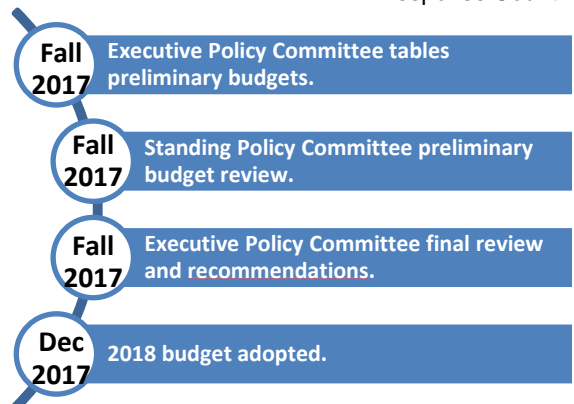 Fall
2017
Executive Policy Committee tables
preliminary budgets.
Fall
2017
Standing Policy Committee preliminary
budget review.
Fall
2017
Executive Policy Committee final review
and recommendations.
Dec
2017
2018 budget adopted.